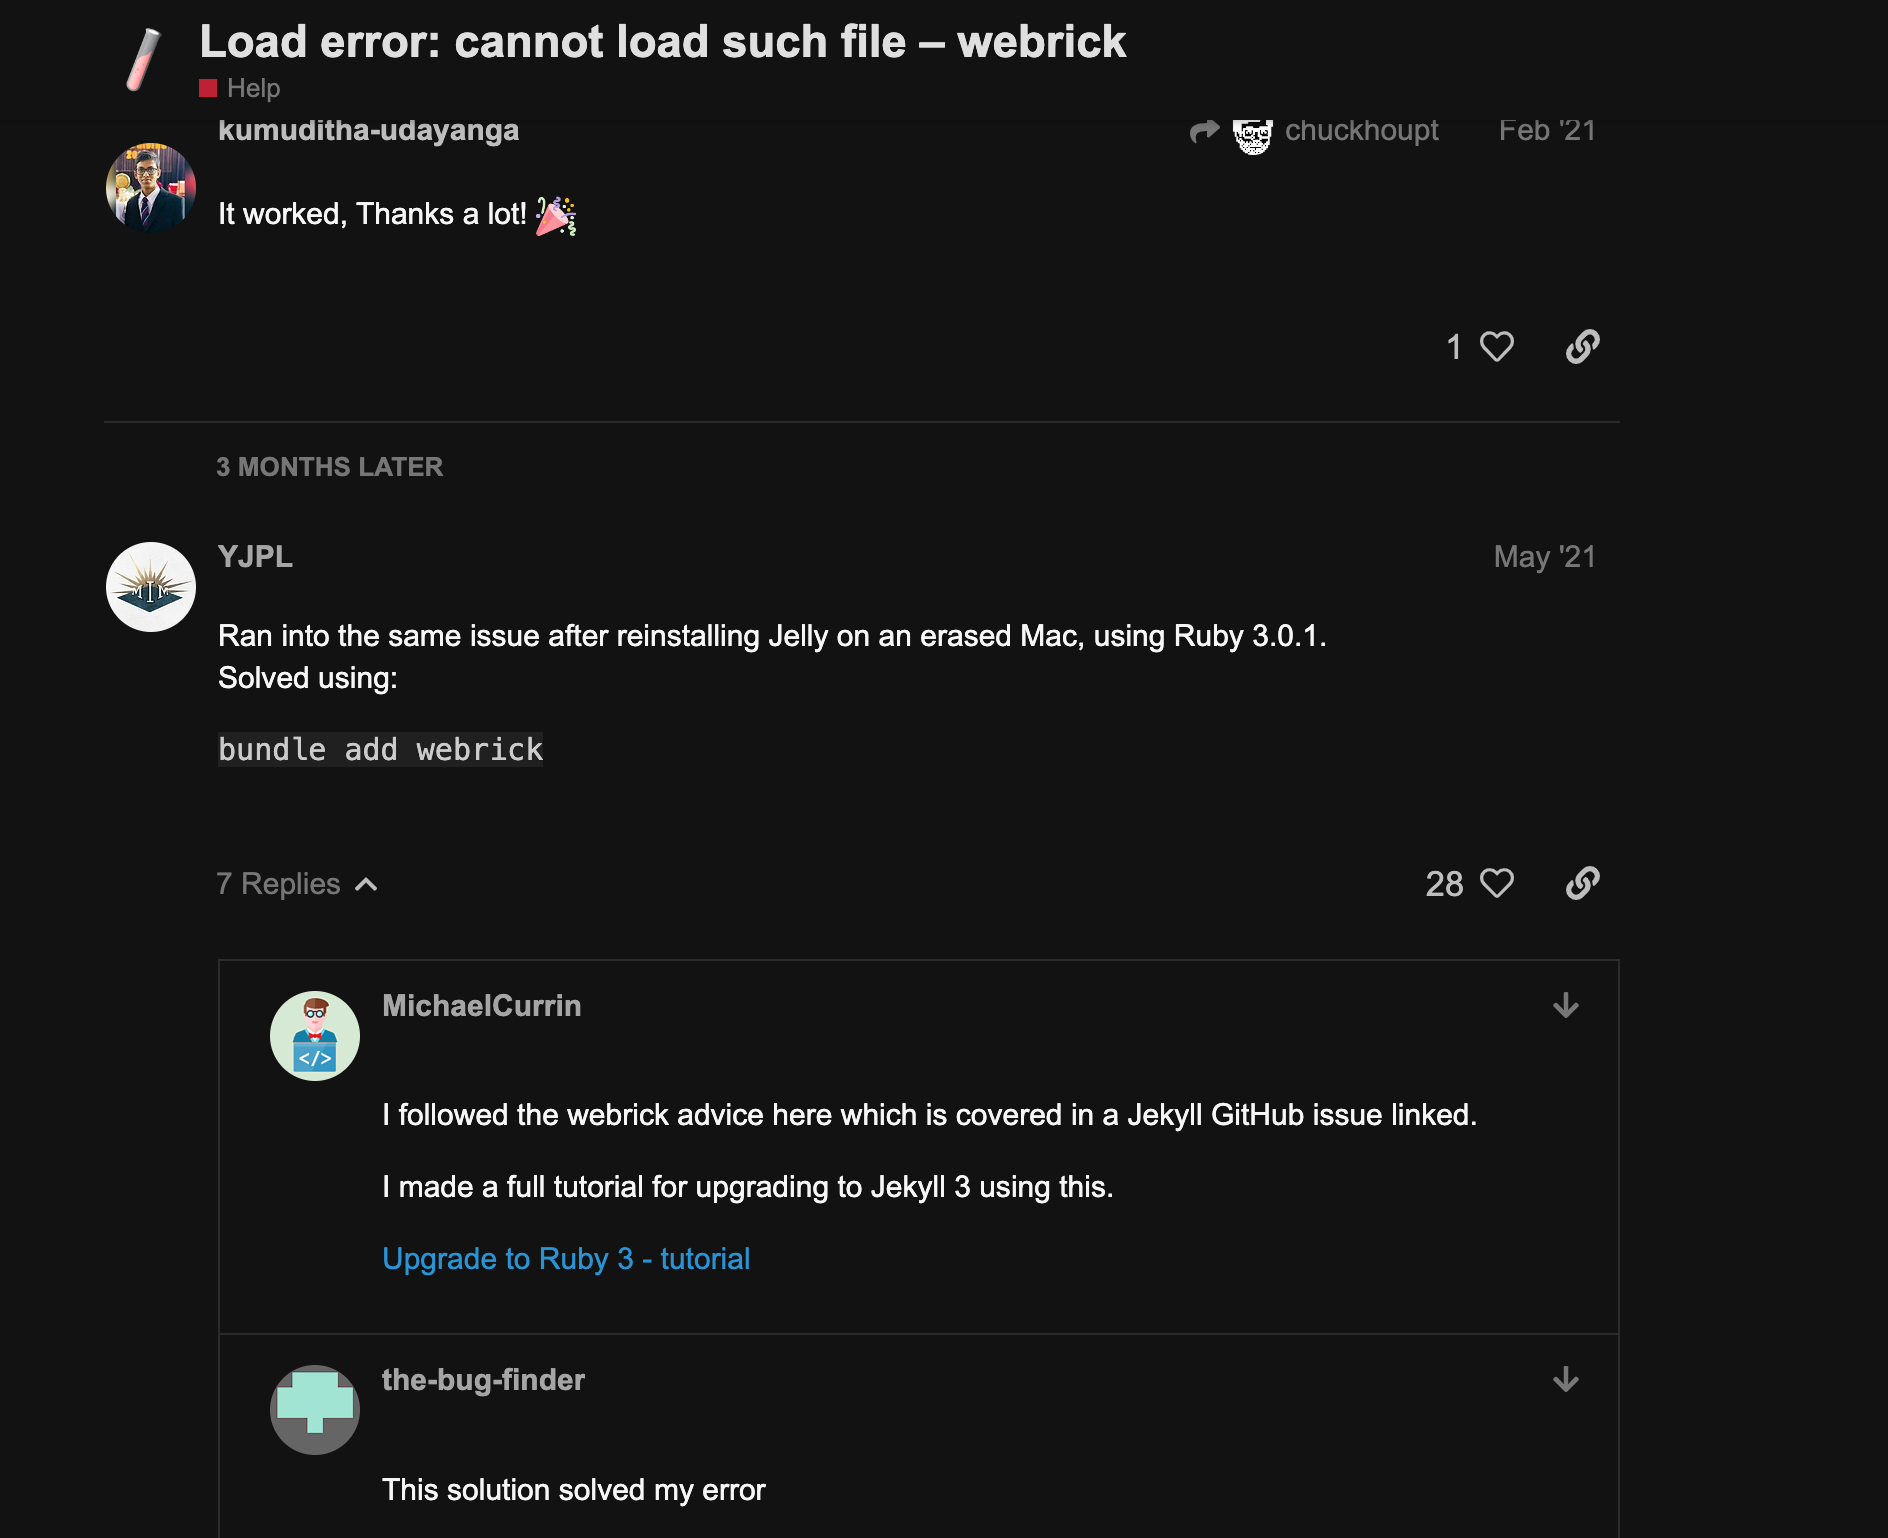 Load error: cannot load such file – webrick
Help
kumuditha-udayanga
chuckhoupt
Feb '21
It worked, Thanks a lot!
1
3 MONTHS LATER
YJPL
May '21
MIM
Ran into the same issue after reinstalling Jelly on an erased Mac, using Ruby 3.0.1.
Solved using:
bundle add webrick
7 Replies
28
MichaelCurrin
</>
I followed the webrick advice here which is covered in a Jekyll GitHub issue linked.
I made a full tutorial for upgrading to Jekyll 3 using this.
Upgrade to Ruby 3 - tutorial
the-bug-finder
This solution solved my error